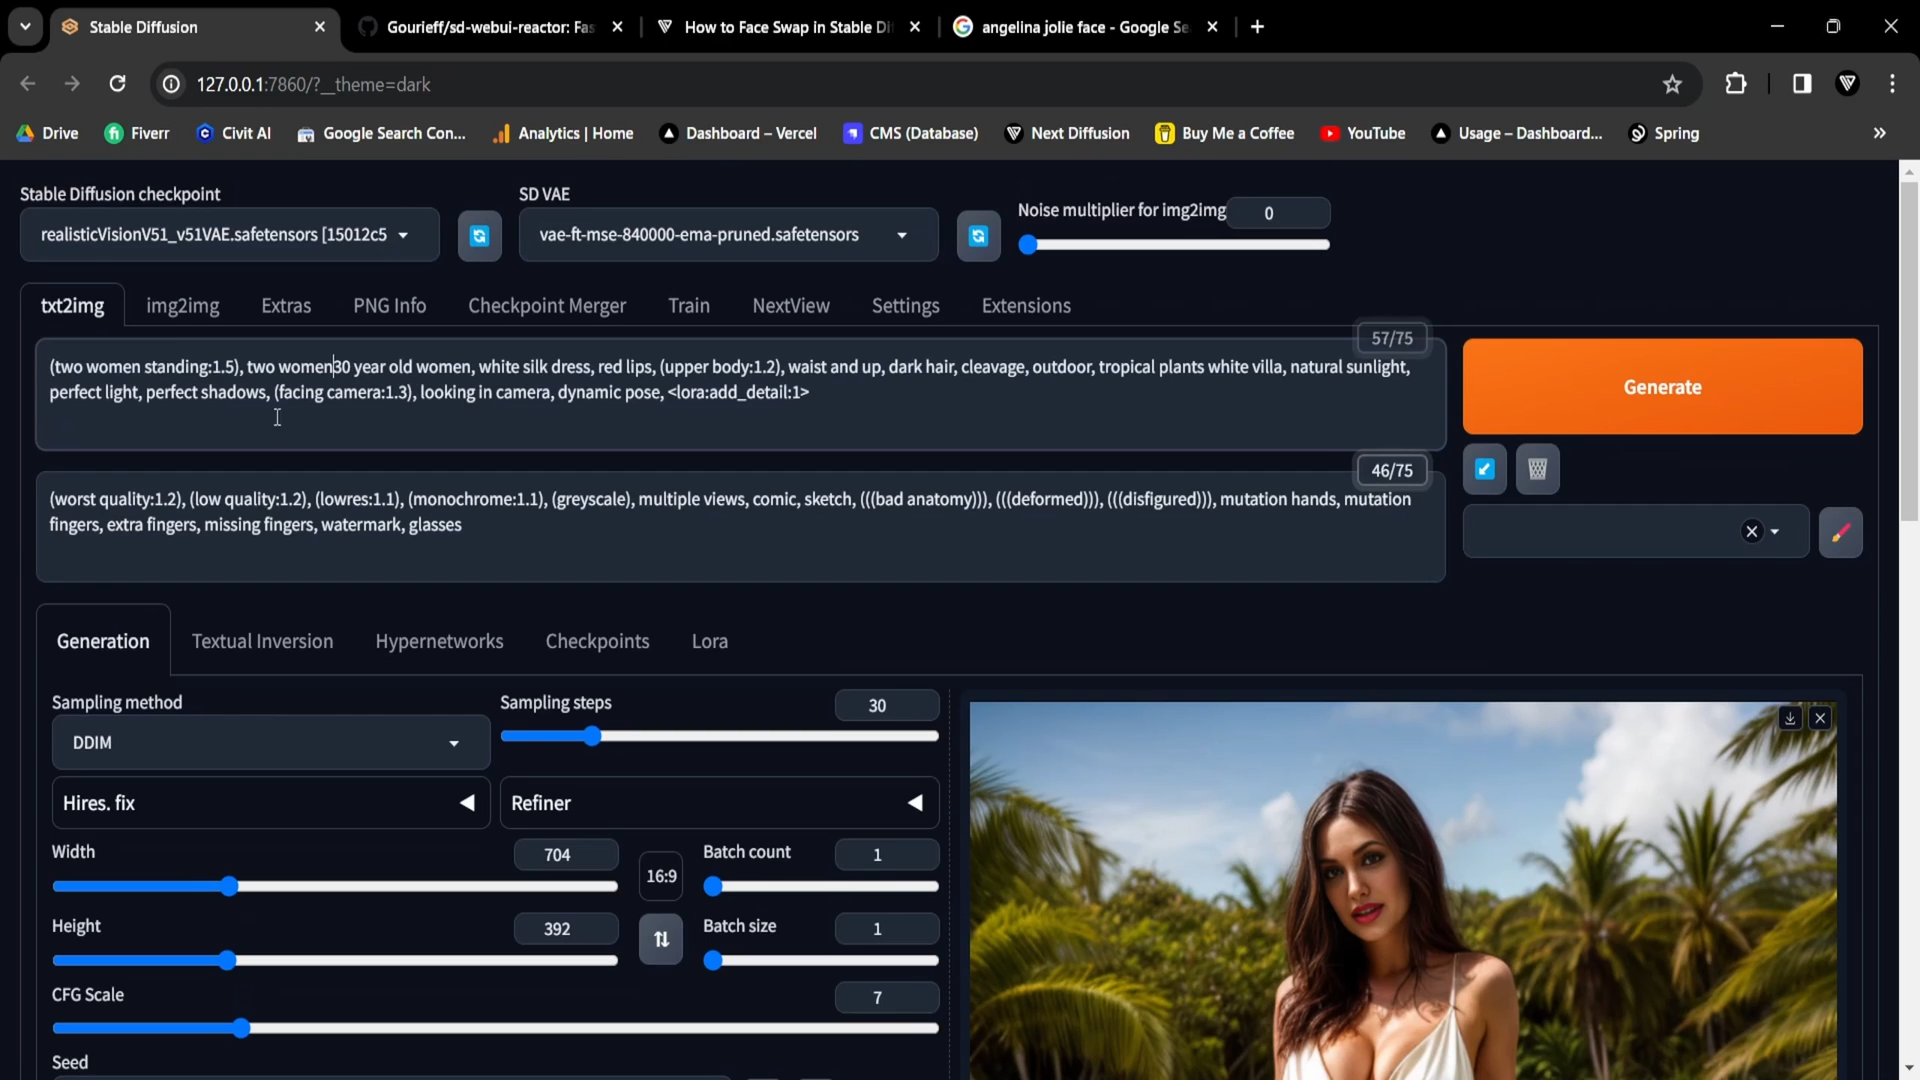 Stable Diffusion
Gourieff/sd-webui-reactor: Fas
How to Face Swap in Stable Di
angelina jolie face - Google Se
127.0.0.1:7860/?__theme=dark
Drive
Fiverr
Civit AI
Google Search Con...
Analytics | Home
Dashboard – Vercel
CMS (Database)
Next Diffusion
Buy Me a Coffee
YouTube
Usage – Dashboard...
Spring
»
Stable Diffusion checkpoint
SD VAE
Noise multiplier for img2img
0
realisticVisionV51_v51VAE.safetensors [15012c5
vae-ft-mse-840000-ema-pruned.safetensors
txt2img
img2img
Extras
PNG Info
Checkpoint Merger
Train
NextView
Settings
Extensions
57/75
(two women standing:1.5), two women30 year old women, white silk dress, red lips, (upper body:1.2), waist and up, dark hair, cleavage, outdoor, tropical plants white villa, natural sunlight,
perfect light, perfect shadows, (facing camera:1.3), looking in camera, dynamic pose, <lora:add_detail:1>
Generate
46/75
(worst quality:1.2), (low quality:1.2), (lowres:1.1), (monochrome:1.1), (greyscale), multiple views, comic, sketch, (((bad anatomy))), (((deformed))), (((disfigured))), mutation hands, mutation
fingers, extra fingers, missing fingers, watermark, glasses
Generation
Textual Inversion
Hypernetworks
Checkpoints
Lora
Sampling method
Sampling steps
30
DDIM
Hires. fix
Refiner
Width
704
16:9
Batch count
1
Height
392
Batch size
1
CFG Scale
7
Seed